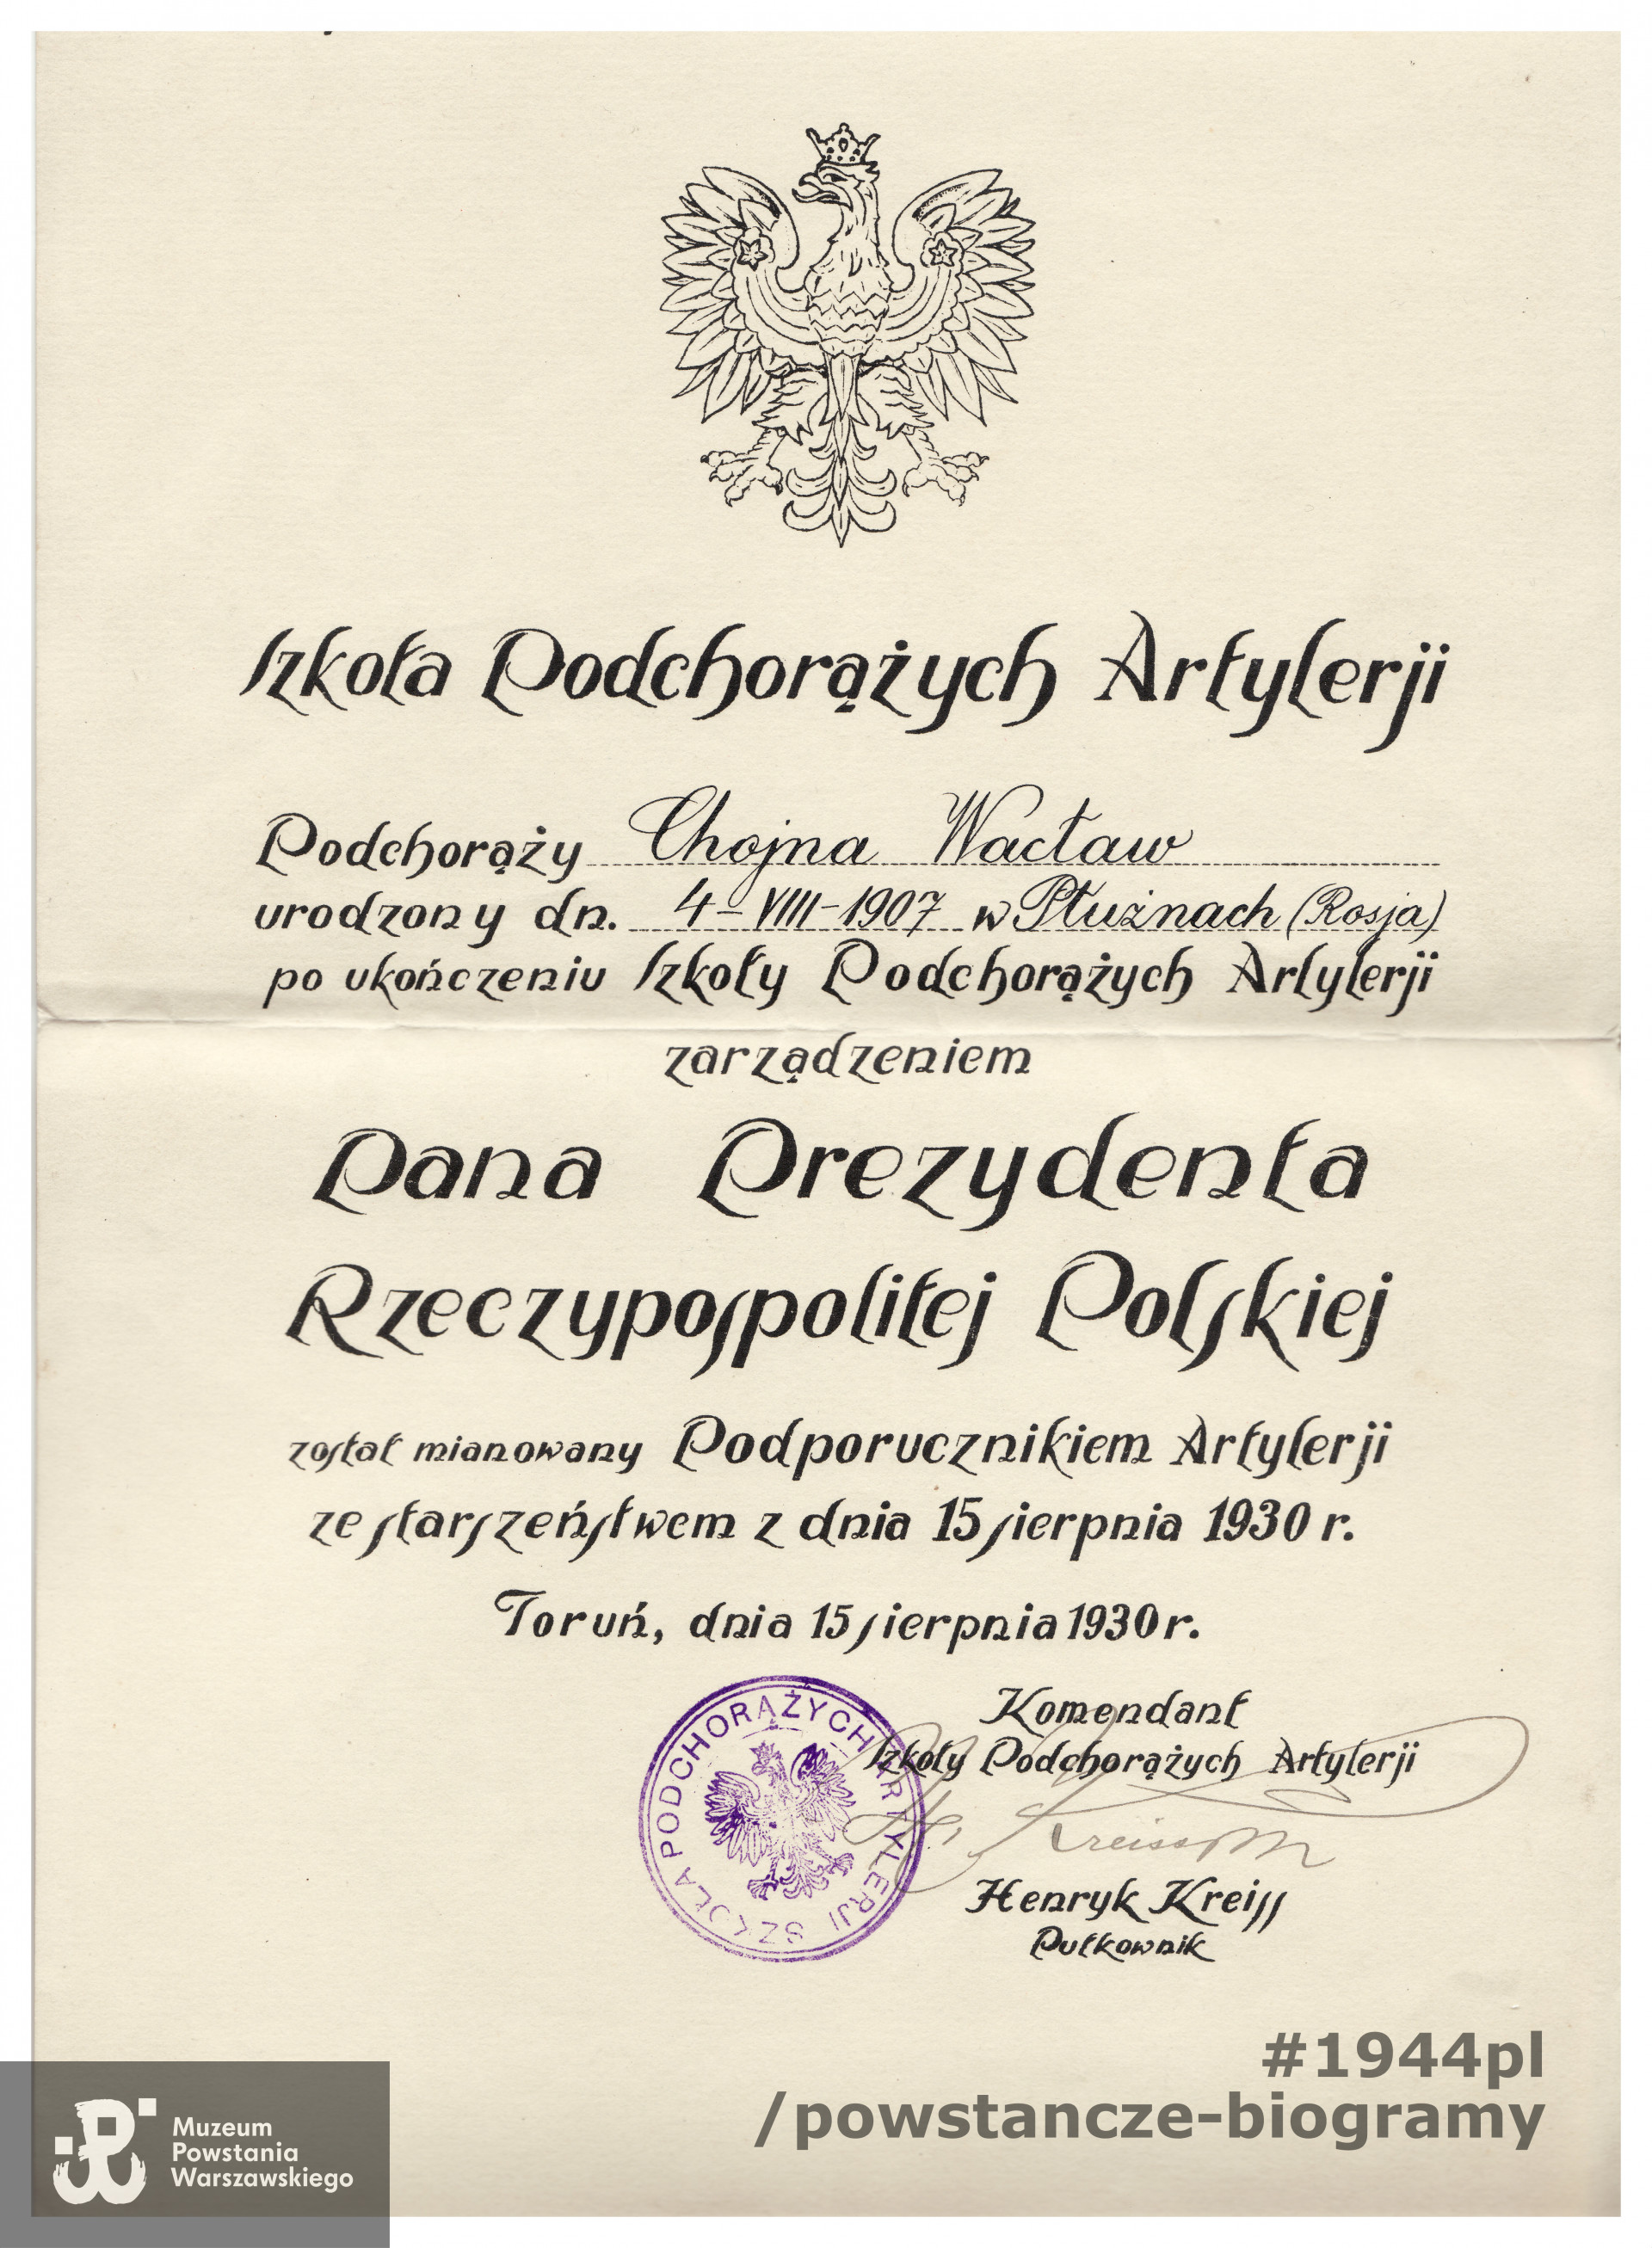 Szkoła Podchorążych Artylerji
Podchorąży Chojna Wacław
urodzony dn. 4-VIII-1907 w Płużnach (Rosja)
po ukończeniu Szkoły Podchorążych Artylerji
zarządzeniem
Pana Prezydenta
Rzeczypospolitej Polskiej
został mianowany Podporucznikiem Artylerji
ze starszeństwem z dnia 15 sierpnia 1930 r.
Toruń, dnia 15 sierpnia 1930 r.
Komendant
Szkoły Podchorążych Artylerji
Kreiss
Henryk Kreiss
Pułkownik
SZKOŁA PODCHORĄŻYCH ARTYLERJI
#1944pl
/powstancze-biogramy
Muzeum
Powstania
Warszawskiego